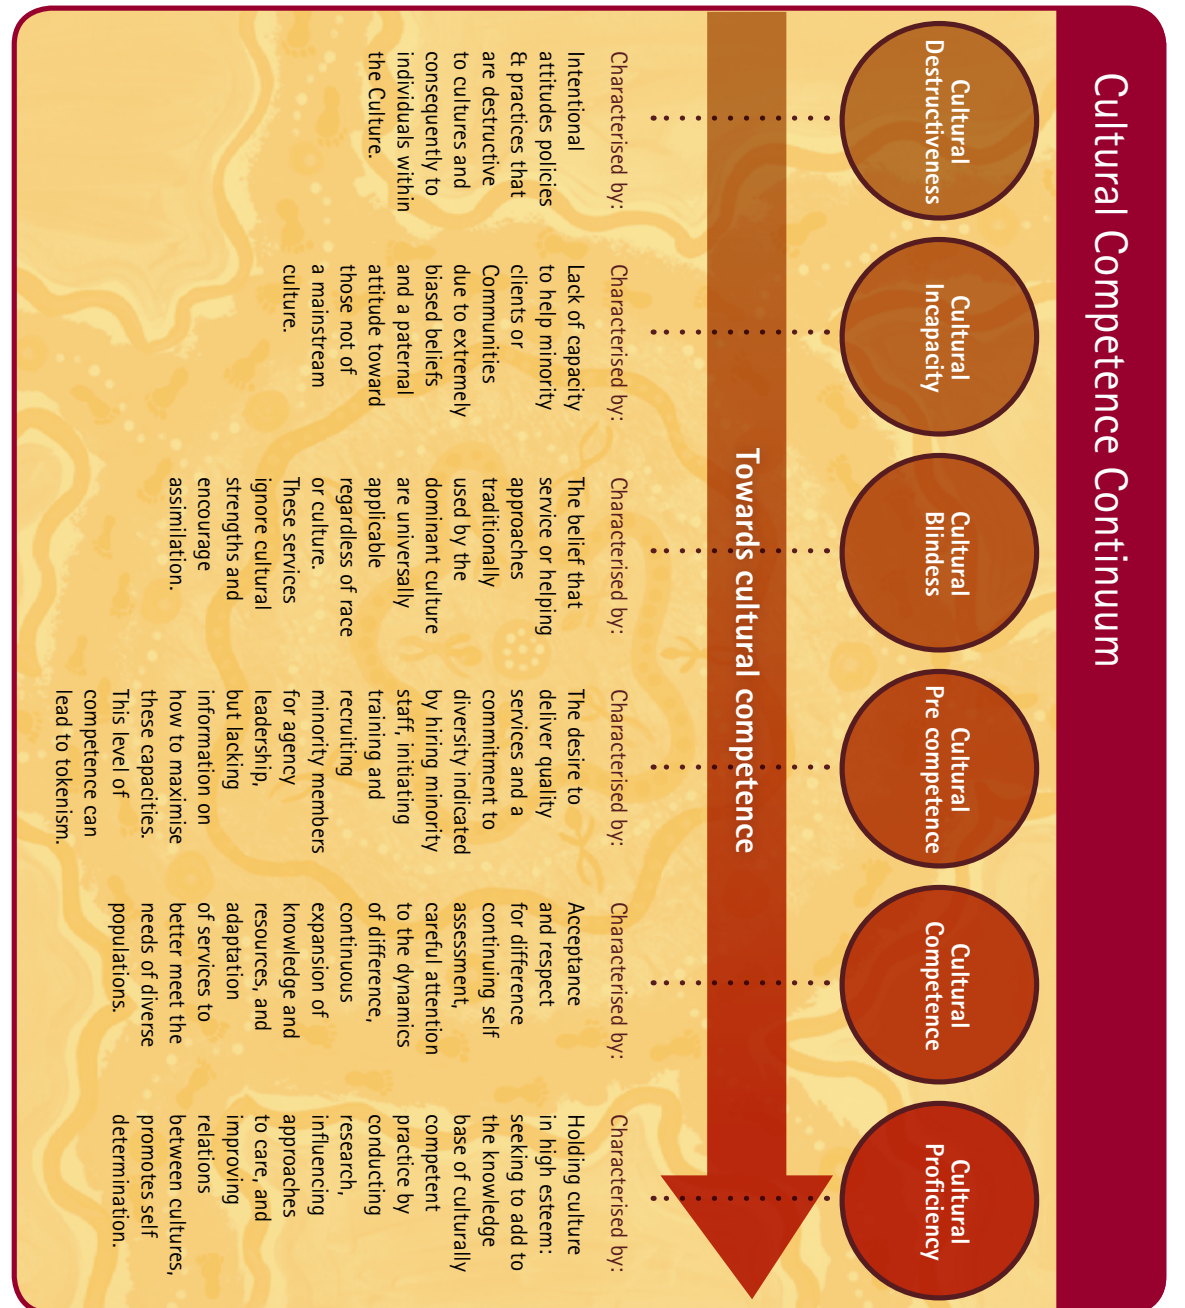 Cultural Competence Continuum
Cultural
Destructiveness
Cultural
Incapacity
Cultural
Blindess
Cultural
Pre competence
Cultural
Competence
Cultural
Proficiency
Towards cultural competence
Characterised by:
Intentional
attitudes policies
& practices that
are destructive
to cultures and
consequently to
individuals within
the Culture.
Characterised by:
Lack of capacity
to help minority
clients or
Communities
due to extremely
biased beliefs
and a paternal
attitude toward
those not of
a mainstream
culture.
Characterised by:
The belief that
service or helping
approaches
traditionally
used by the
dominant culture
are universally
applicable
regardless of race
or culture.
These services
ignore cultural
strengths and
encourage
assimilation.
Characterised by:
The desire to
deliver quality
services and a
commitment to
diversity indicated
by hiring minority
staff, initiating
training and
recruiting
minority members
for agency
leadership,
but lacking
information on
how to maximise
these capacities.
This level of
competence can
lead to tokenism.
Characterised by:
Acceptance
and respect
for difference
continuing self
assessment,
careful attention
to the dynamics
of difference,
continuous
expansion of
knowledge and
resources, and
adaptation
of services to
better meet the
needs of diverse
populations.
Characterised by:
Holding culture
in high esteem:
seeking to add to
the knowledge
base of culturally
competent
practice by
conducting
research,
influencing
approaches
to care, and
improving
relations
between cultures,
promotes self
determination.